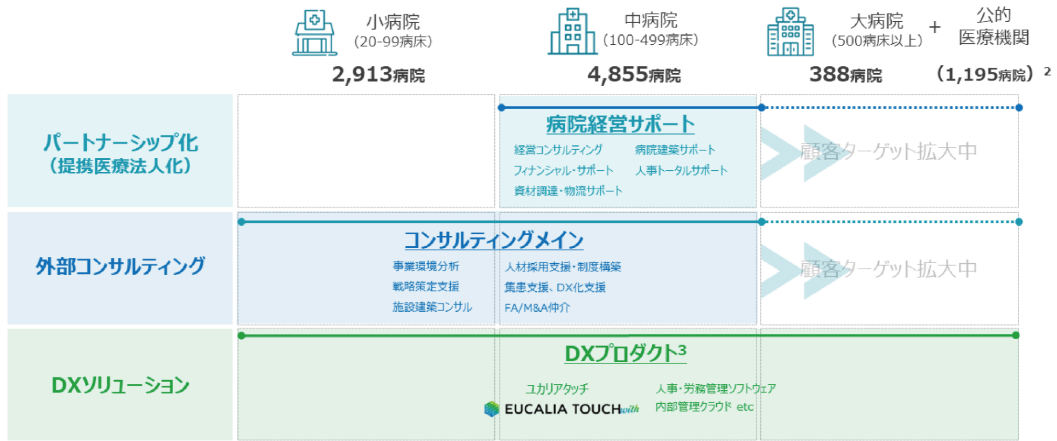 小病院
(20-99病床)
2,913病院
中病院
(100-499病床)
4,855病院
大病院
(500病床以上)
388病院
+
公的
医療機関
(1,195病院) 2
パートナーシップ化
(提携医療法人化)
病院経営サポート
経営コンサルティング 病院建築サポート
フィナンシャル・サポート 人事トータルサポート
資材調達・物流サポート
顧客ターゲット拡大中
外部コンサルティング
コンサルティングメイン
事業環境分析 人材採用支援・制度構築
戦略策定支援 集患支援、DX化支援
施設建築コンサル FA/M&A仲介
顧客ターゲット拡大中
DXソリューション
DXプロダクト3
ユカリアタッチ 人事・労務管理ソフトウェア
EUCALIA TOUCH with 内部管理クラウド etc